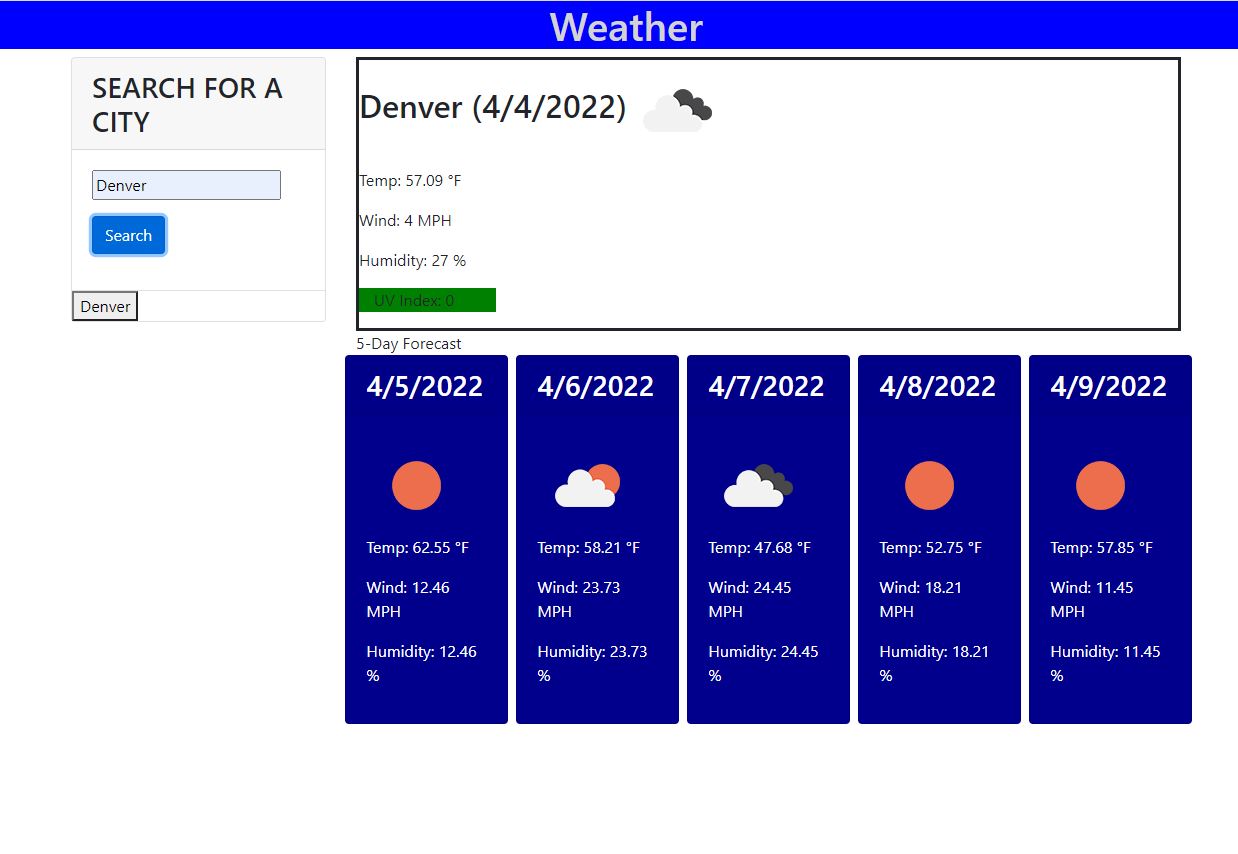 Weather
SEARCH FOR A
CITY
Denver
Search
Denver
Denver (4/4/2022)
Temp: 57.09 °F
Wind: 4 MPH
Humidity: 27 %
UV Index: 0
5-Day Forecast
4/5/2022
Temp: 62.55 °F
Wind: 12.46
MPH
Humidity: 12.46
%
4/6/2022
Temp: 58.21 °F
Wind: 23.73
MPH
Humidity: 23.73
%
4/7/2022
Temp: 47.68 °F
Wind: 24.45
MPH
Humidity: 24.45
%
4/8/2022
Temp: 52.75 °F
Wind: 18.21
MPH
Humidity: 18.21
%
4/9/2022
Temp: 57.85 °F
Wind: 11.45
MPH
Humidity: 11.45
%